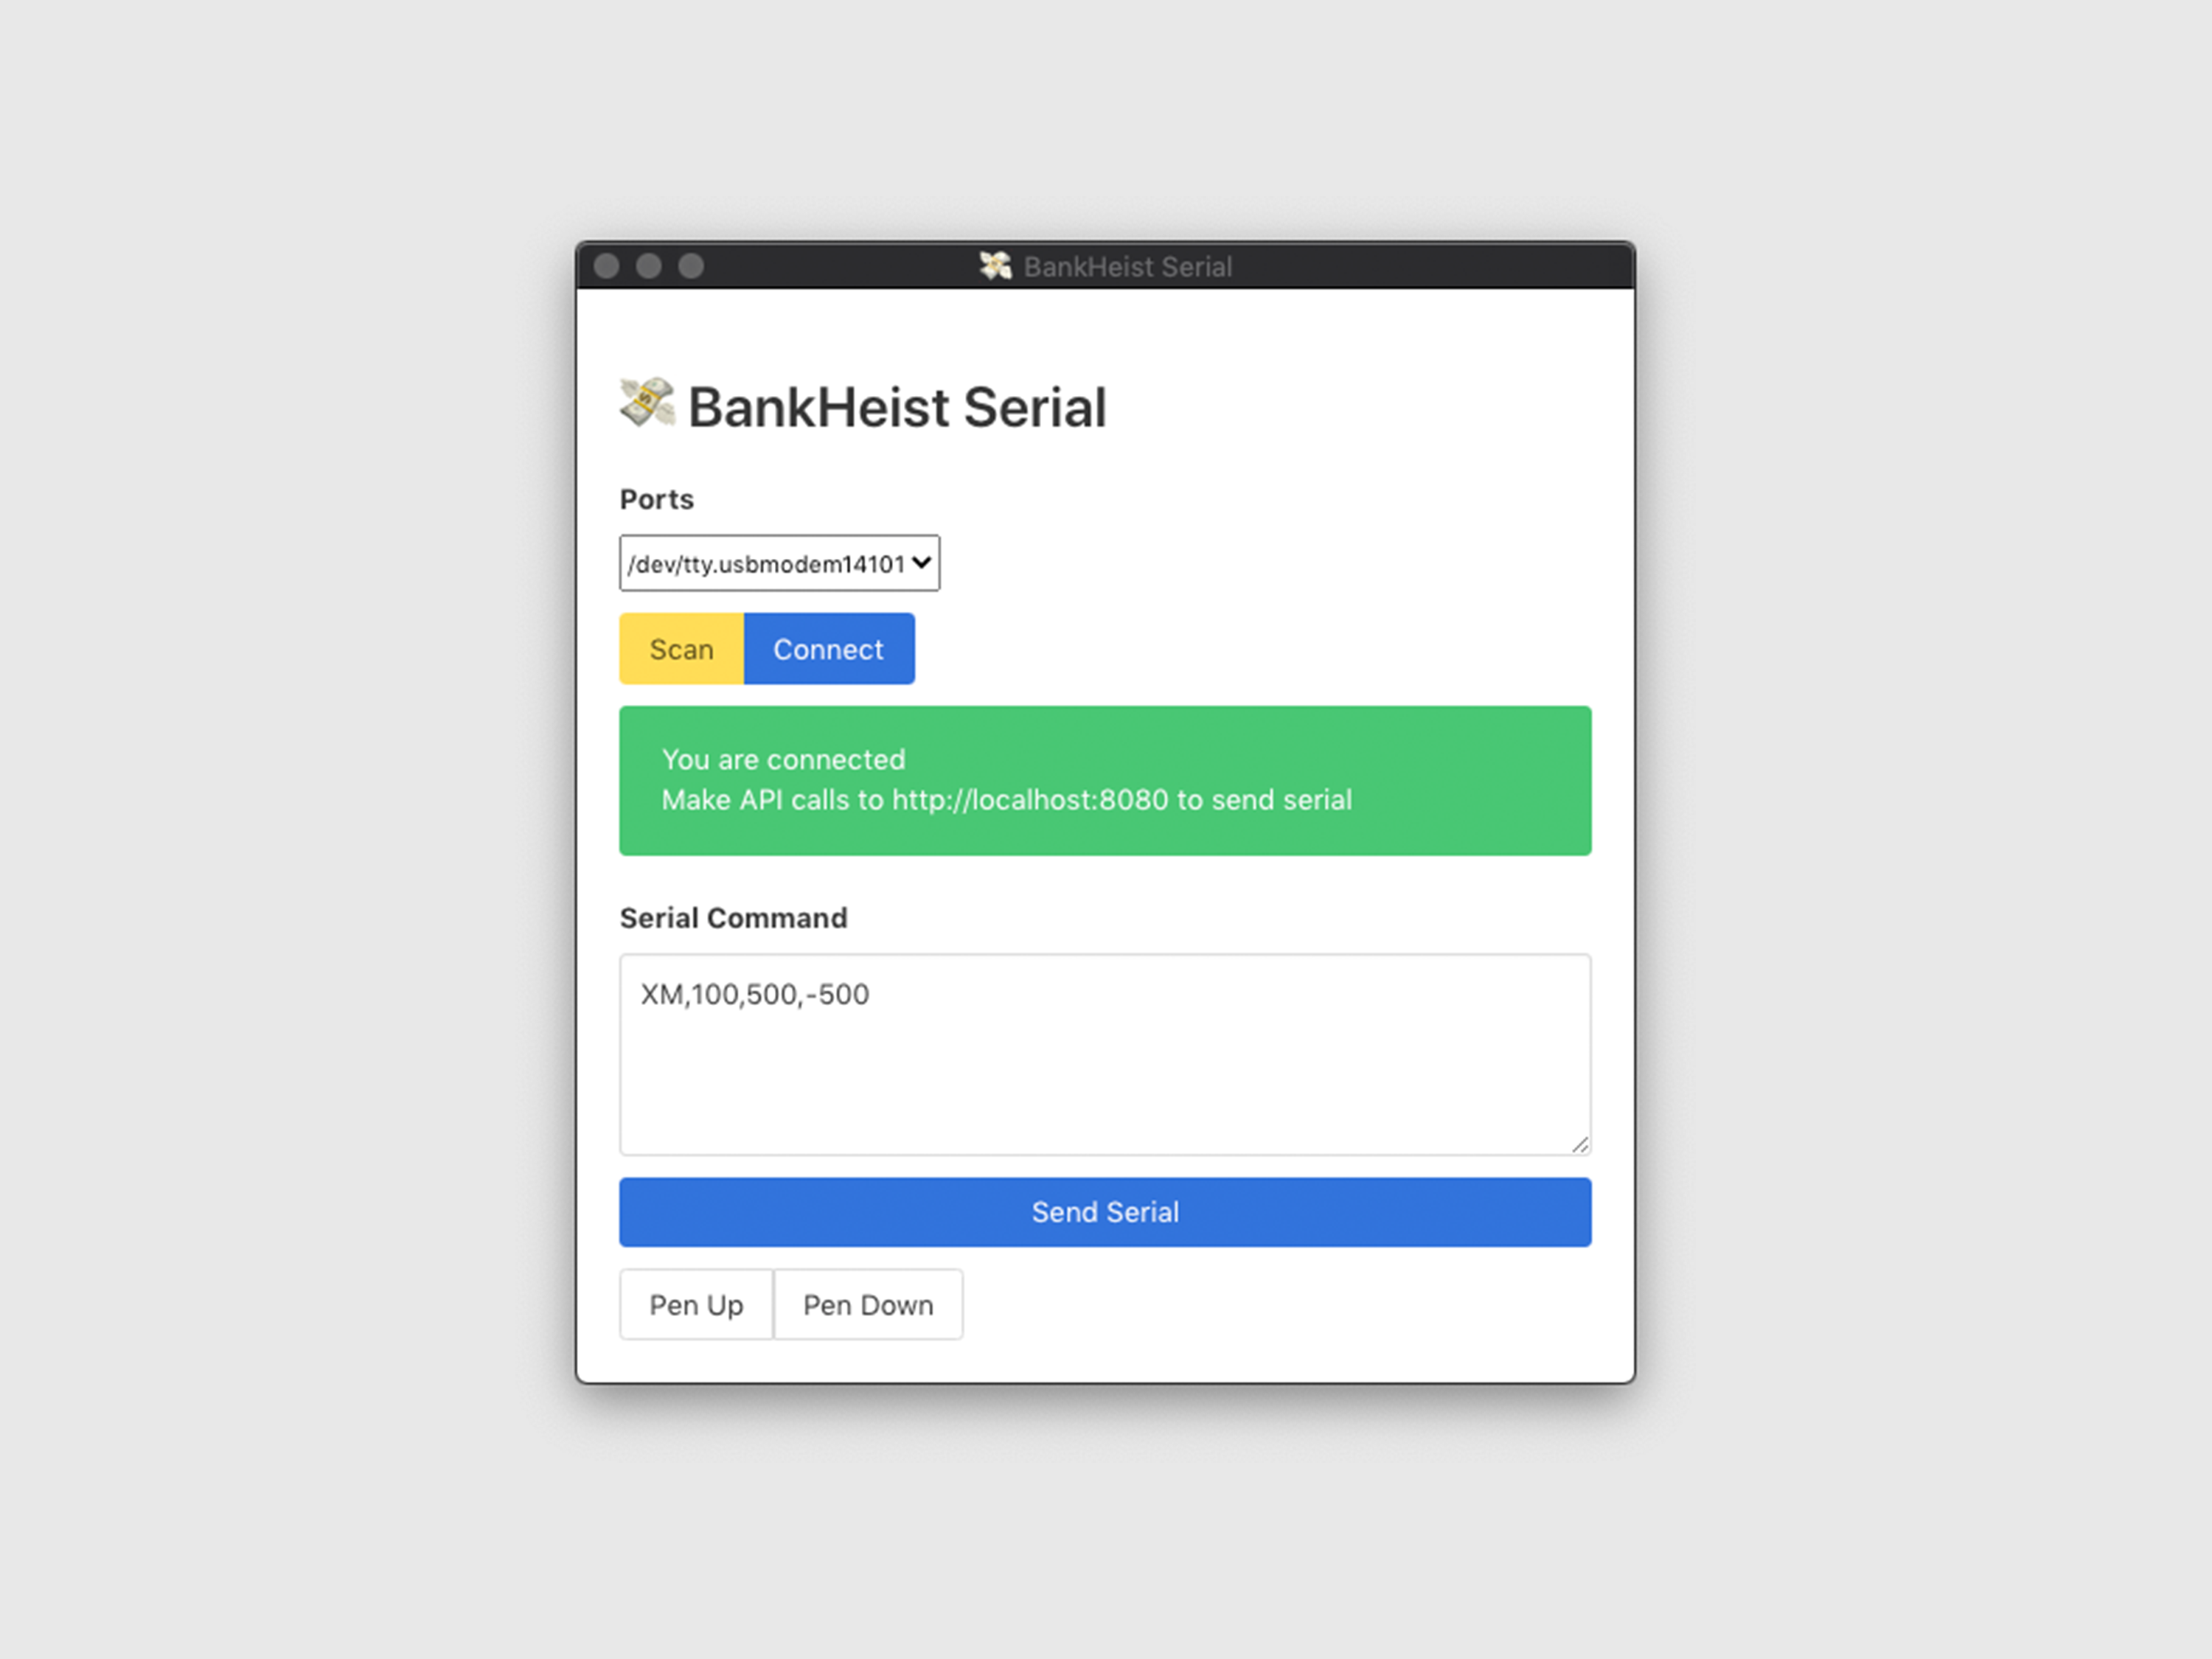 💸 BankHeist Serial
💸 BankHeist Serial
Ports
/dev/tty.usbmodem14101
Scan Connect
You are connected
Make API calls to http://localhost:8080 to send serial
Serial Command
XM,100,500,-500
Send Serial
Pen Up Pen Down